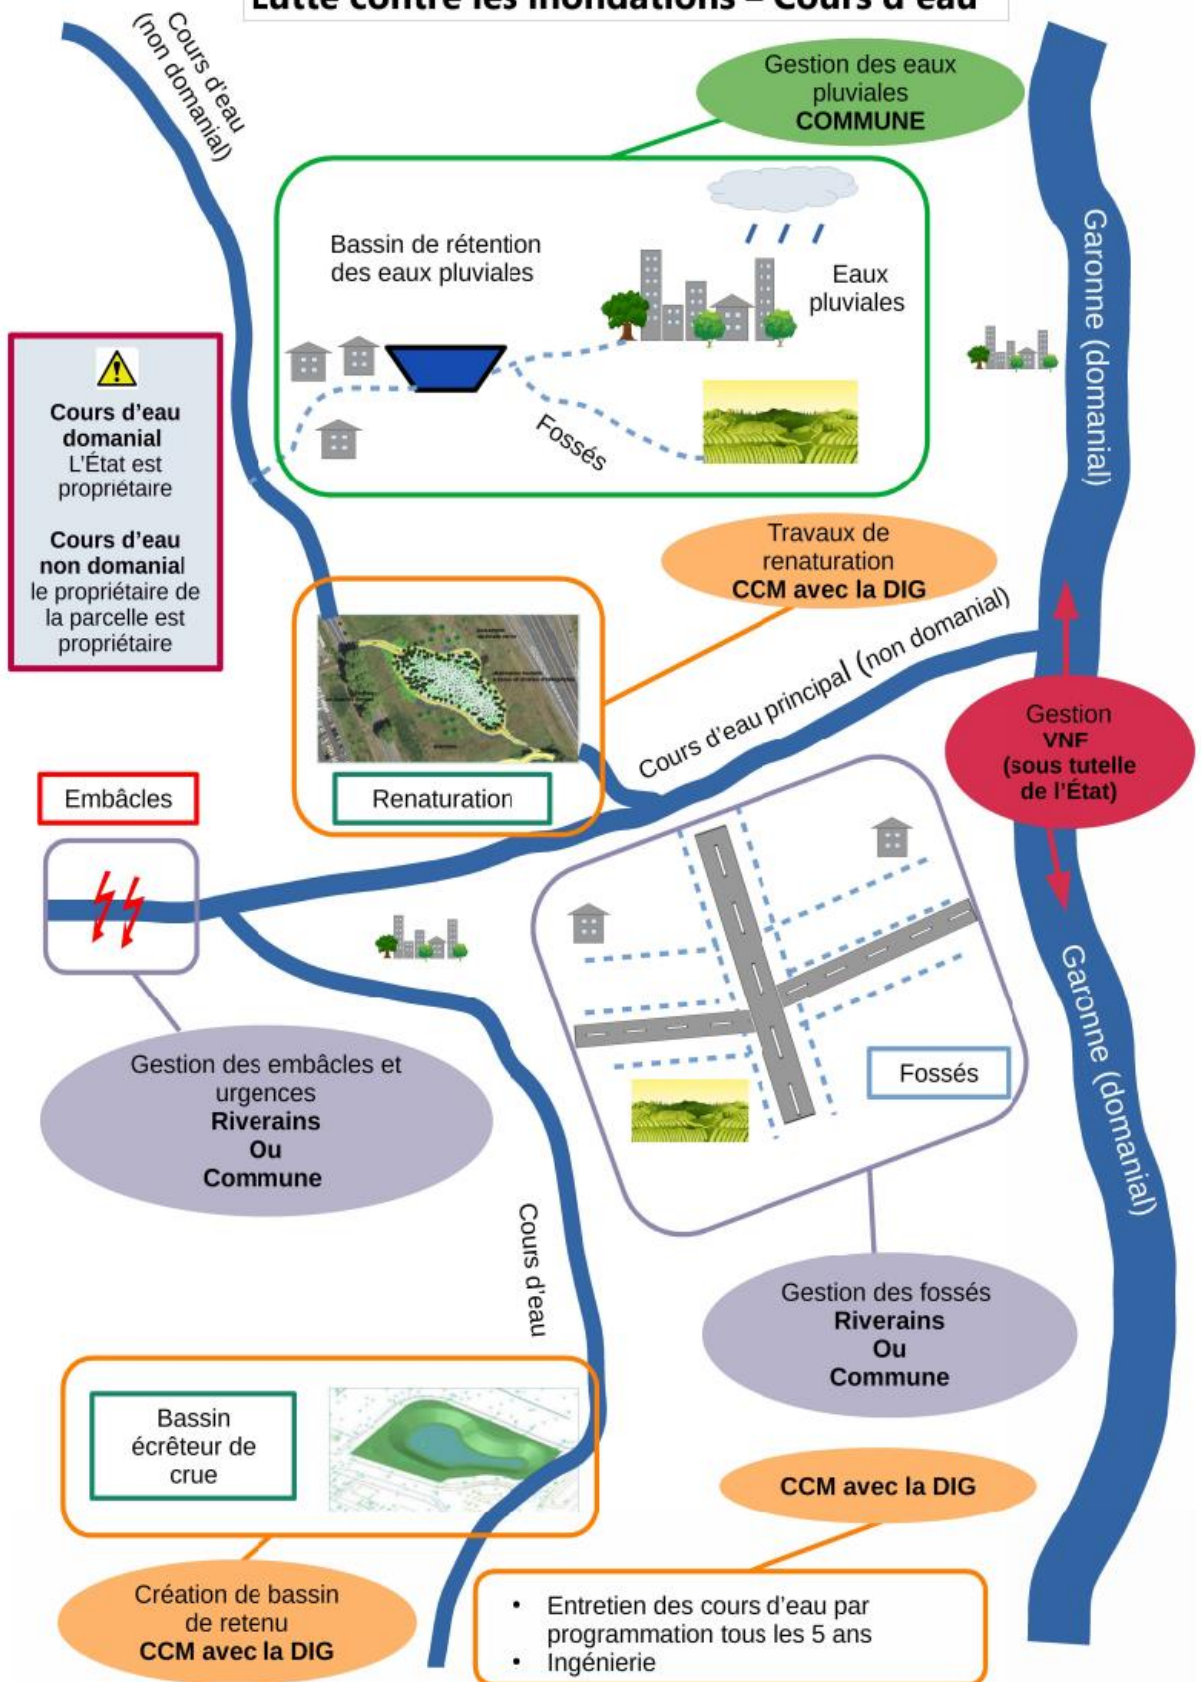 Lutte contre les inondations – Cours d'eau
Cours d'eau
(non domanial)
Gestion des eaux
pluviales
COMMUNE
Bassin de rétention
des eaux pluviales
Eaux
pluviales
Fossés
Garonne (domanial)
Cours d'eau
domanial
L'État est
propriétaire
Cours d'eau
non domanial
le propriétaire de
la parcelle est
propriétaire
Travaux de
renaturation
CCM avec la DIG
Cours d'eau principal (non domanial)
Gestion
VNF
(sous tutelle
de l'État)
Embâcles
Renaturation
Gestion des embâcles et
urgences
Riverains
Ou
Commune
Fossés
Garonne (domanial)
Cours d'eau
Gestion des fossés
Riverains
Ou
Commune
Bassin
écrêteur de
crue
CCM avec la DIG
Création de bassin
de retenu
CCM avec la DIG
• Entretien des cours d'eau par
programmation tous les 5 ans
• Ingénierie